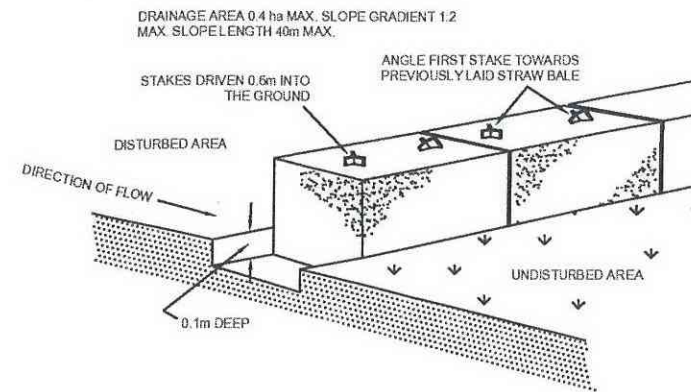 DRAINAGE AREA 0.4 ha MAX. SLOPE GRADIENT 1:2
MAX. SLOPE LENGTH 40m MAX.
STAKES DRIVEN 0.6m INTO
THE GROUND
ANGLE FIRST STAKE TOWARDS
PREVIOUSLY LAID STRAW BALE
DISTURBED AREA
DIRECTION OF FLOW
UNDISTURBED AREA
0.1m DEEP